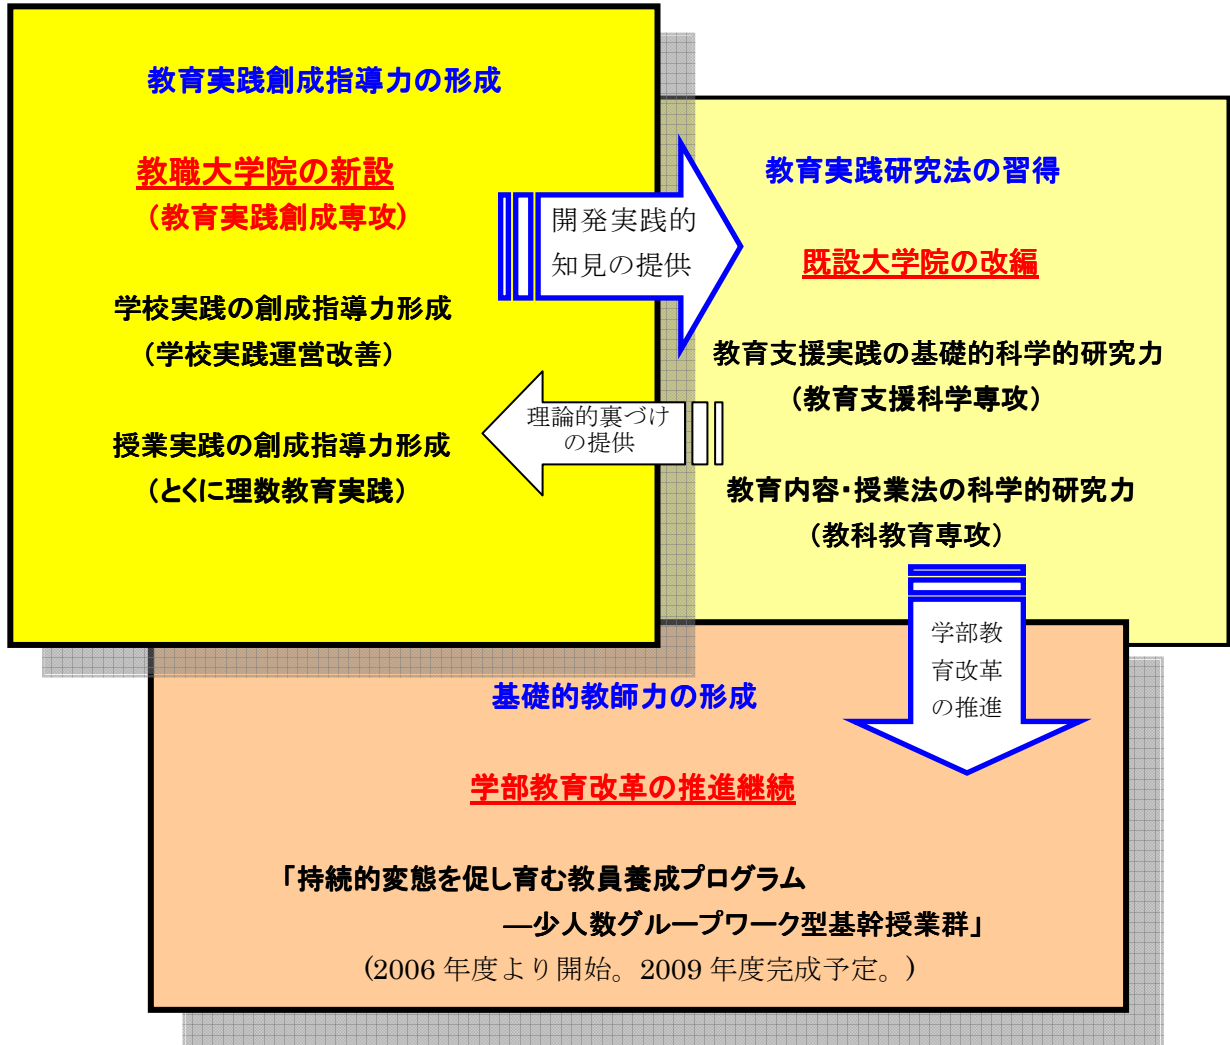 教育実践創成指導力の形成
教職大学院の新設
（教育実践創成専攻）
学校実践の創成指導力形成
（学校実践運営改善）
授業実践の創成指導力形成
（とくに理数教育実践）
開発実践的
知見の提供
理論的裏づけ
の提供
教育実践研究法の習得
既設大学院の改編
教育支援実践の基礎的科学的研究力
（教育支援科学専攻）
教育内容・授業法の科学的研究力
（教科教育専攻）
学部教
育改革
の推進
基礎的教師力の形成
学部教育改革の推進継続
「持続的変態を促し育む教員養成プログラム
―少人数グループワーク型基幹授業群」
(2006 年度より開始。2009 年度完成予定。)